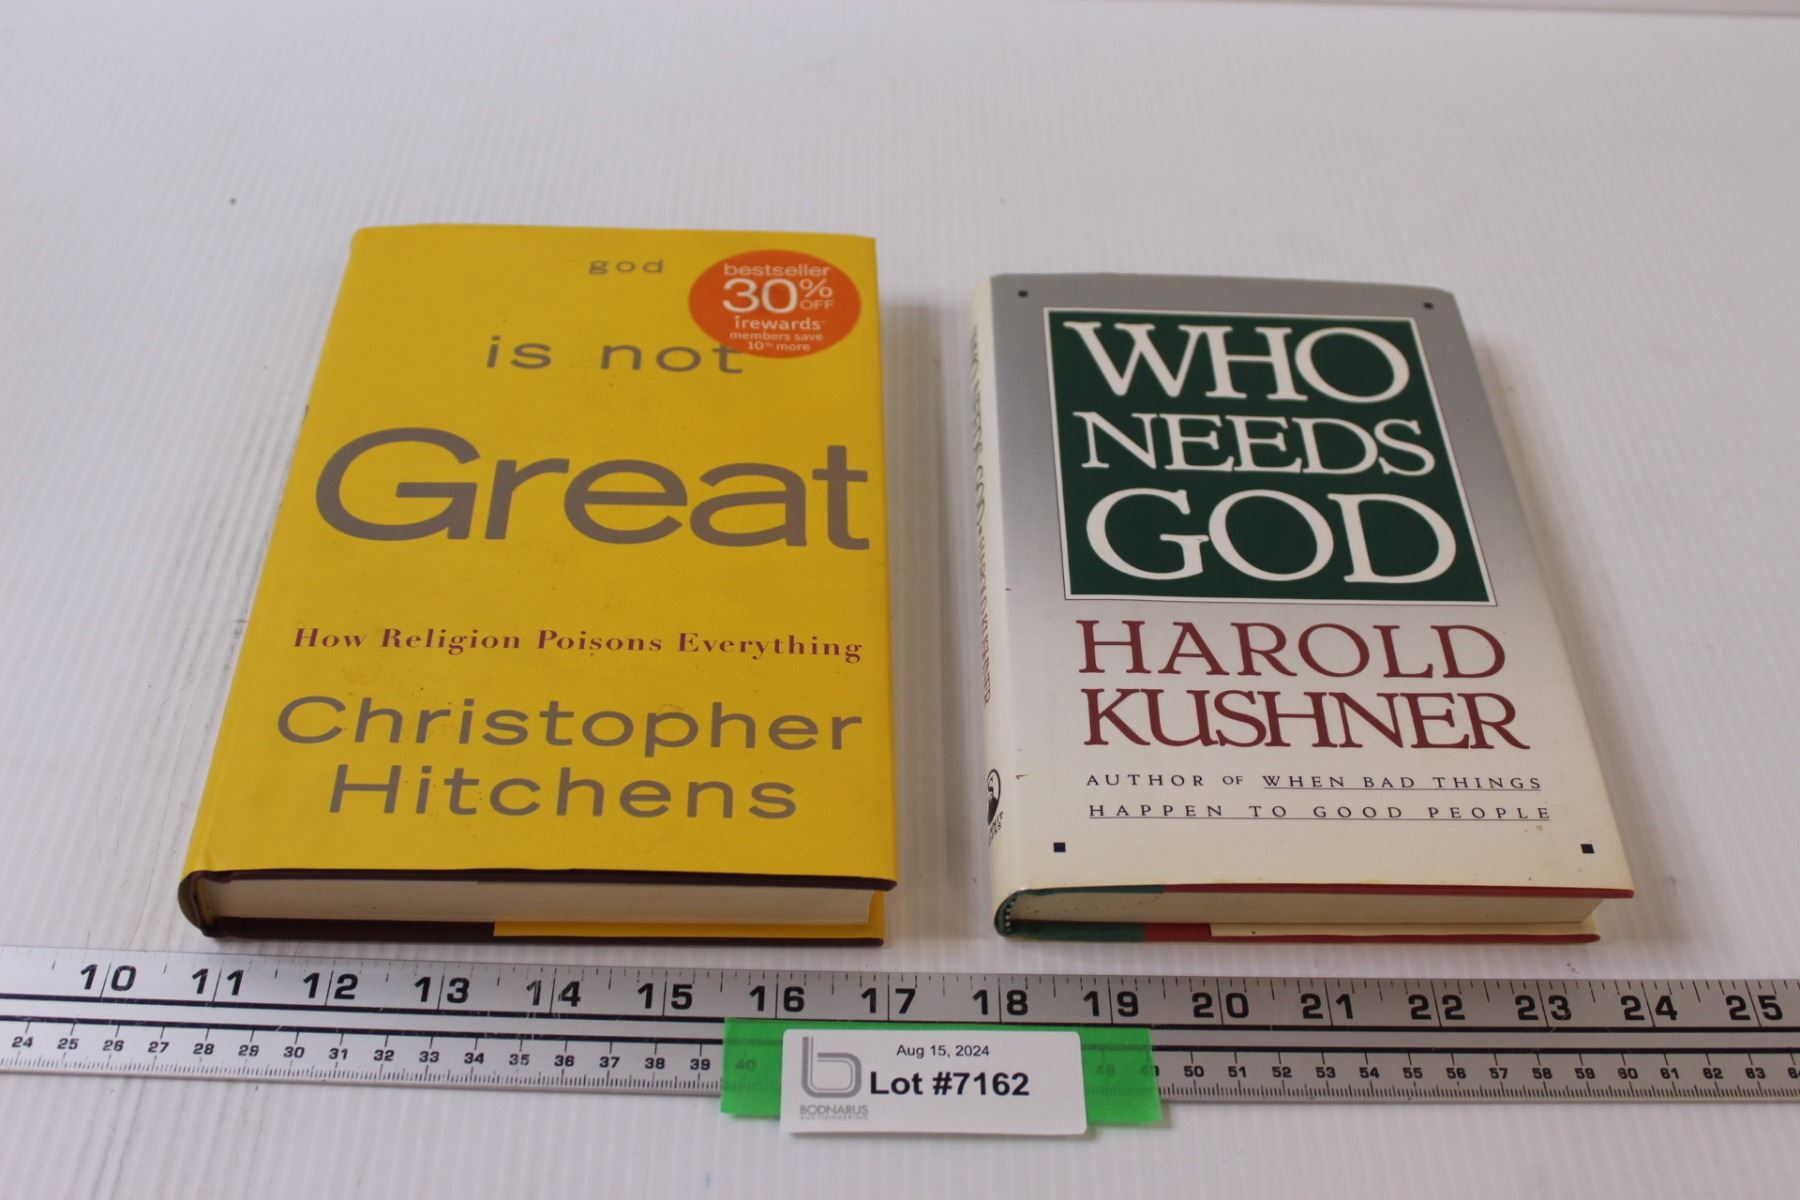 god
is not
Great
How Religion Poisons Everything
Christopher
Hitchens
bestseller
30% OFF
irewards
members save
10% more
WHO
NEEDS
GOD
HAROLD
KUSHNER
AUTHOR OF WHEN BAD THINGS
HAPPEN TO GOOD PEOPLE
10 11 12 13 14 15 16 17 18 19 20 21 22 23 24 25
24 25 26 27 28 29 30 31 32 33 34 35 36 37 38 39 40 48 49 50 51 52 53 54 55 56 57 58 59 60 61 62 63
Aug 15, 2024
Lot #7162
BODNARUS
AUCTIONEERING